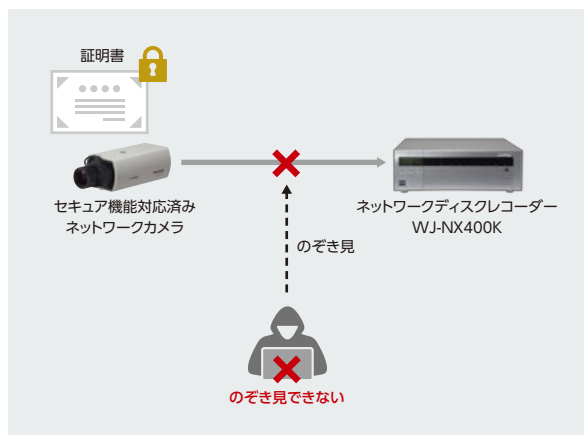 証明書
セキュア機能対応済み
ネットワークカメラ
ネットワークディスクレコーダー
WJ-NX400K
のぞき見
のぞき見できない